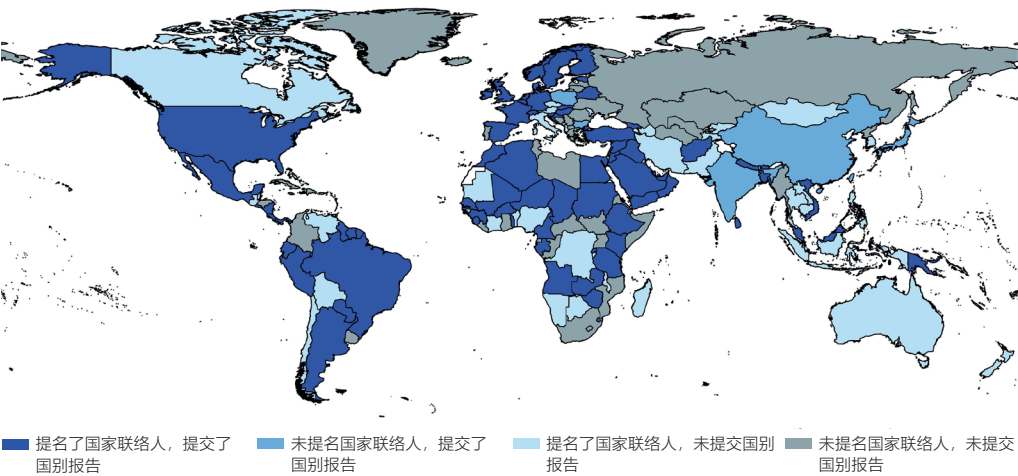 提名了国家联络人，提交了
国别报告
未提名国家联络人，提交了
国别报告
提名了国家联络人，未提交国别
报告
未提名国家联络人，未提交
国别报告